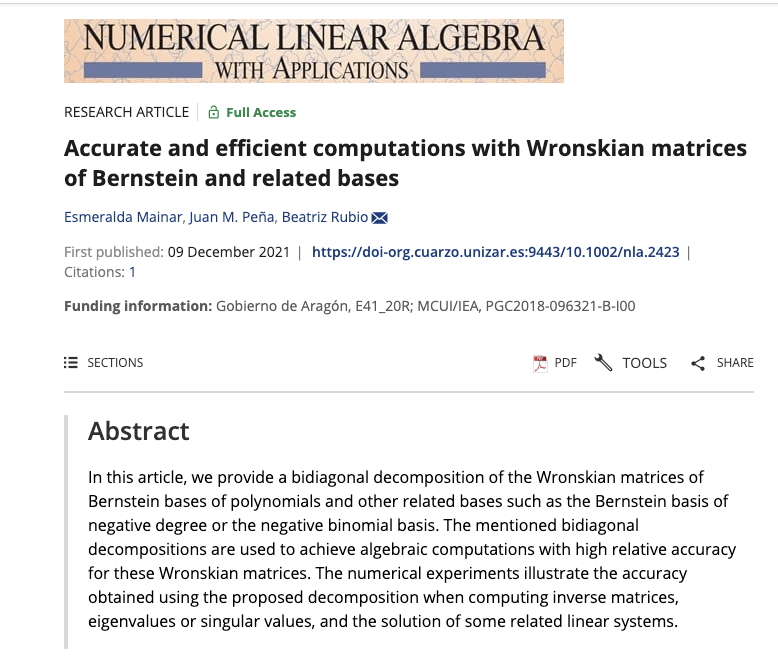 NUMERICAL LINEAR ALGEBRA
WITH APPLICATIONS
RESEARCH ARTICLE Full Access
Accurate and efficient computations with Wronskian matrices
of Bernstein and related bases
Esmeralda Mainar, Juan M. Peña, Beatriz Rubio
First published: 09 December 2021 | https://doi-org.cuarzo.unizar.es:9443/10.1002/nla.2423 |
Citations: 1
Funding information: Gobierno de Aragón, E41_20R; MCUI/IEA, PGC2018-096321-B-I00
SECTIONS PDF TOOLS SHARE
Abstract
In this article, we provide a bidiagonal decomposition of the Wronskian matrices of
Bernstein bases of polynomials and other related bases such as the Bernstein basis of
negative degree or the negative binomial basis. The mentioned bidiagonal
decompositions are used to achieve algebraic computations with high relative accuracy
for these Wronskian matrices. The numerical experiments illustrate the accuracy
obtained using the proposed decomposition when computing inverse matrices,
eigenvalues or singular values, and the solution of some related linear systems.